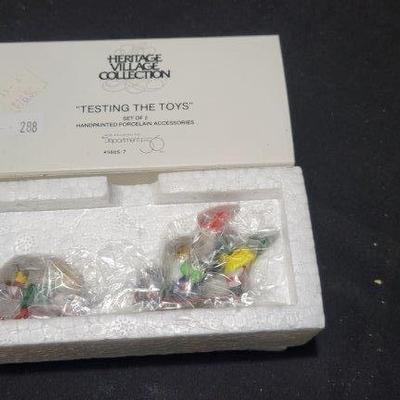 HERITAGE
VILLAGE
COLLECTION
"TESTING THE TOYS"
SET OF 2
HANDPAINTED PORCELAIN ACCESSORIES
Department 56
288